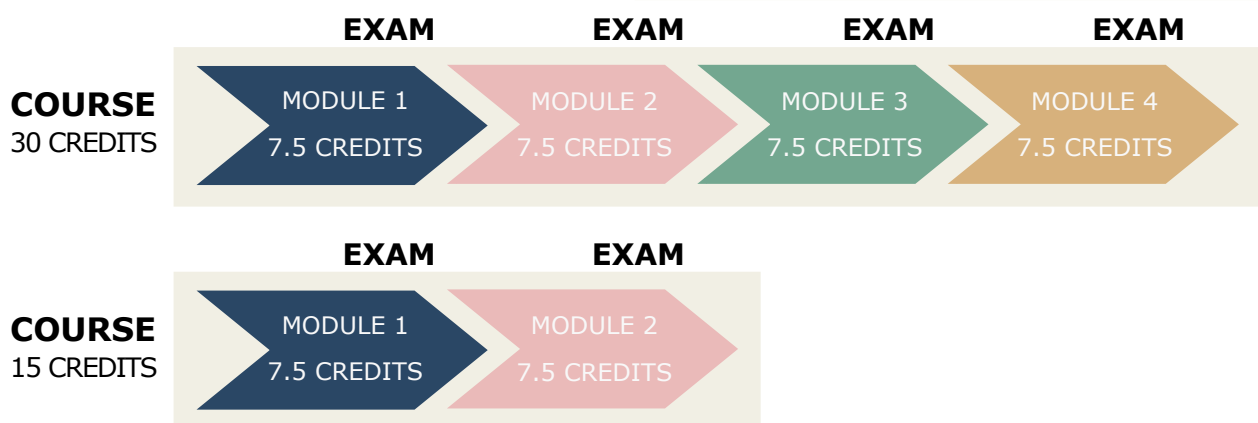 EXAM EXAM EXAM EXAM
COURSE
30 CREDITS
MODULE 1 MODULE 2 MODULE 3 MODULE 4
7.5 CREDITS 7.5 CREDITS 7.5 CREDITS 7.5 CREDITS
EXAM EXAM
COURSE
15 CREDITS
MODULE 1 MODULE 2
7.5 CREDITS 7.5 CREDITS